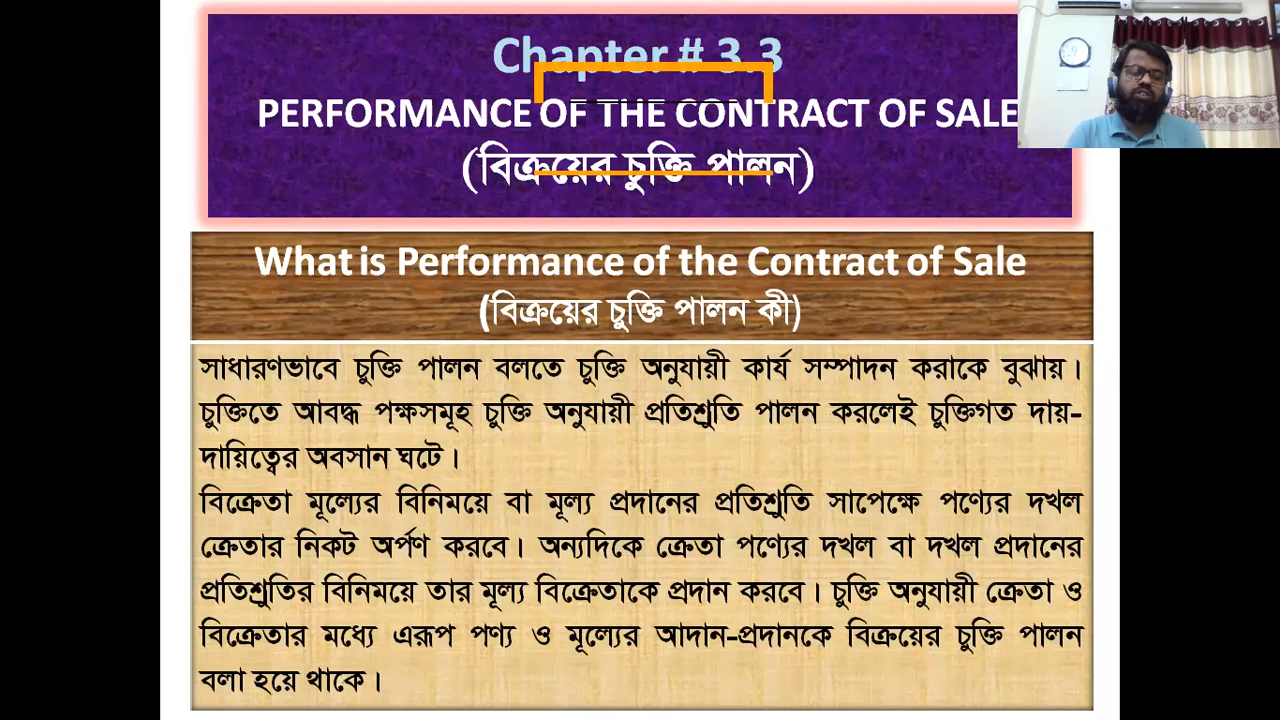 Chapter # 3.3
PERFORMANCE OF THE CONTRACT OF SALE
(বিক্রয়ের চুক্তি পালন)
What is Performance of the Contract of Sale
(বিক্রয়ের চুক্তি পালন কী)
সাধারণভাবে চুক্তি পালন বলতে চুক্তি অনুযায়ী কার্য সম্পাদন করাকে বুঝায়।
চুক্তিতে আবদ্ধ পক্ষসমূহ চুক্তি অনুযায়ী প্রতিশ্রুতি পালন করলেই চুক্তিগত দায়-
দায়িত্বের অবসান ঘটে।
বিক্রেতা মূল্যের বিনিময়ে বা মূল্য প্রদানের প্রতিশ্রুতি সাপেক্ষে পণ্যের দখল
ক্রেতার নিকট অর্পণ করবে। অন্যদিকে ক্রেতা পণ্যের দখল বা দখল প্রদানের
প্রতিশ্রুতির বিনিময়ে তার মূল্য বিক্রেতাকে প্রদান করবে। চুক্তি অনুযায়ী ক্রেতা ও
বিক্রেতার মধ্যে এরূপ পণ্য ও মূল্যের আদান-প্রদানকে বিক্রয়ের চুক্তি পালন
বলা হয়ে থাকে।